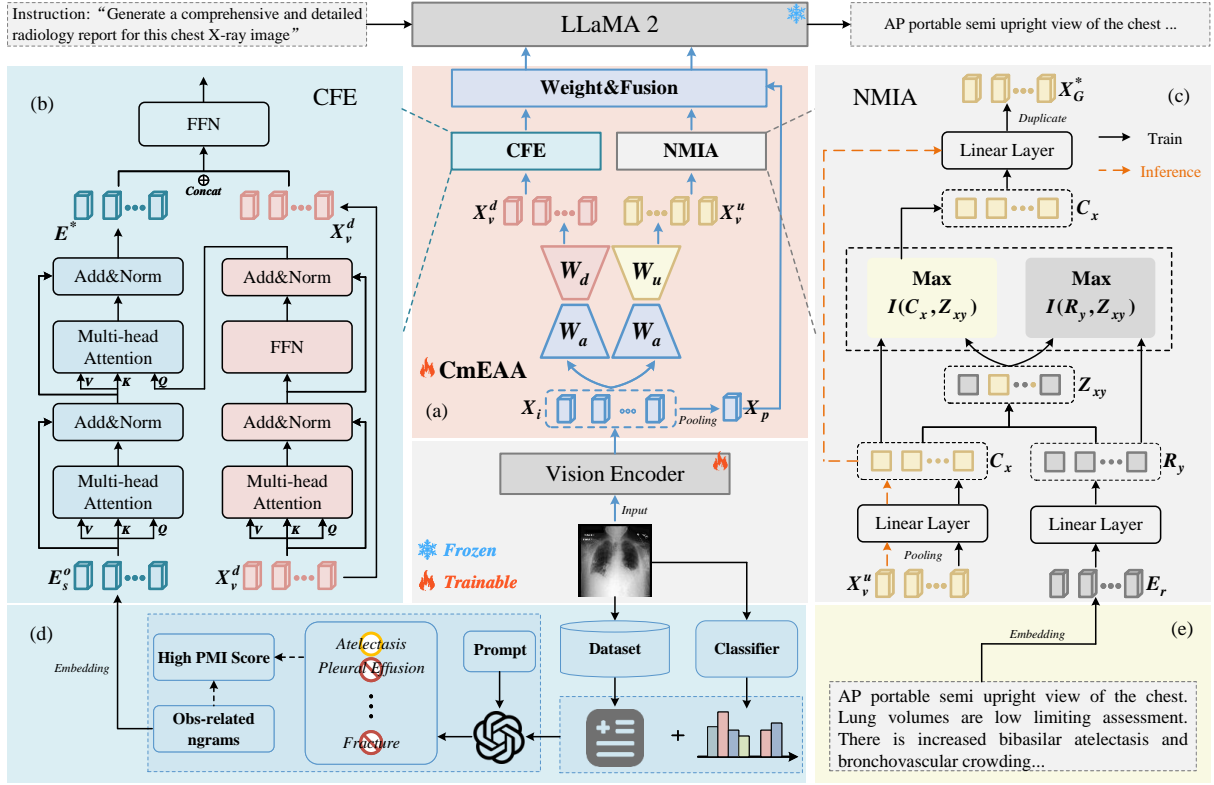 Instruction: “Generate a comprehensive and detailed
radiology report for this chest X-ray image”
LLaMA 2
AP portable semi upright view of the chest ...
(b)
CFE
FFN
Concat
E*
X_v^d
Add&Norm
Add&Norm
Multi-head
Attention
FFN
V
K
Q
Add&Norm
Add&Norm
Multi-head
Attention
Multi-head
Attention
V
K
Q
V
K
Q
E_s^o
X_v^d
Weight&Fusion
CFE
NMIA
X_v^d
X_v^u
W_d
W_u
W_a
W_a
CmEAA
(a)
X_i
Pooling
X_p
Vision Encoder
Input
Frozen
Trainable
NMIA
(c)
X_G^*
Duplicate
Train
Linear Layer
Inference
C_x
Max
I(C_x, Z_xy)
Max
I(R_y, Z_xy)
Z_xy
C_x
R_y
Linear Layer
Linear Layer
Pooling
X_v^u
E_r
(d)
Embedding
High PMI Score
Obs-related
ngrams
Atelectasis
Pleural Effusion
Fracture
Prompt
Dataset
Classifier
+
Embedding
(e)
AP portable semi upright view of the chest.
Lung volumes are low limiting assessment.
There is increased bibasilar atelectasis and
bronchovascular crowding...